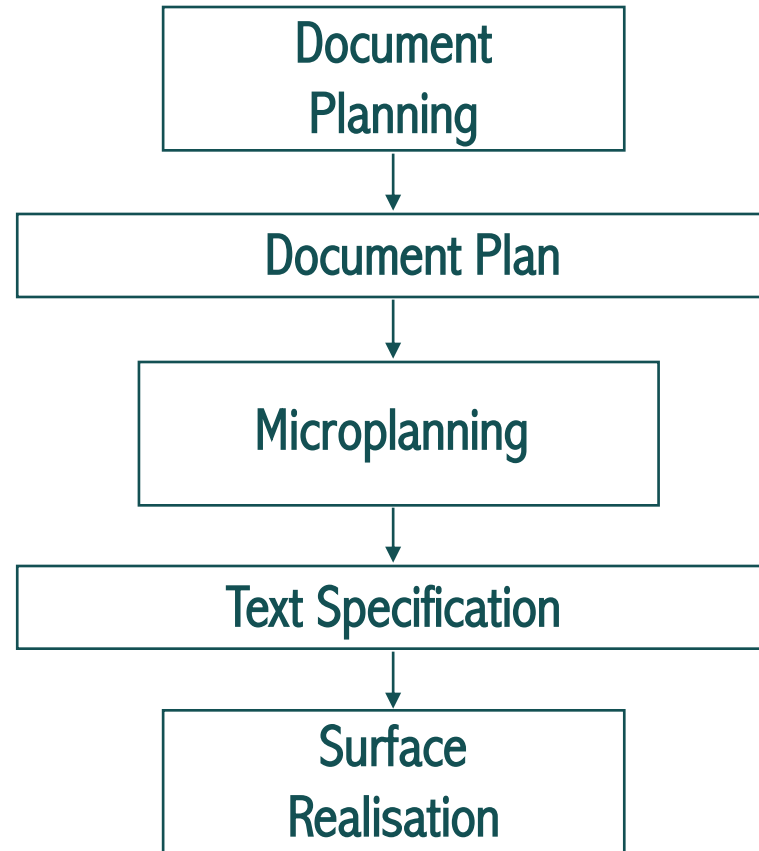 Document
Planning
Document Plan
Microplanning
Text Specification
Surface
Realisation